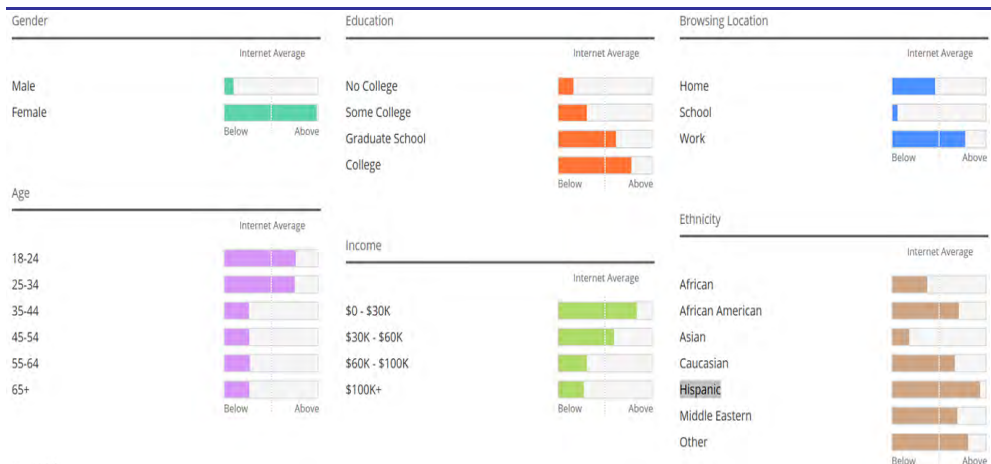 Gender
Internet Average
Male
Female
Below Above
Age
Internet Average
18-24
25-34
35-44
45-54
55-64
65+
Below Above
Education
Internet Average
No College
Some College
Graduate School
College
Below Above
Income
Internet Average
$0 - $30K
$30K - $60K
$60K - $100K
$100K+
Below Above
Browsing Location
Internet Average
Home
School
Work
Below Above
Ethnicity
Internet Average
African
African American
Asian
Caucasian
Hispanic
Middle Eastern
Other
Below Above